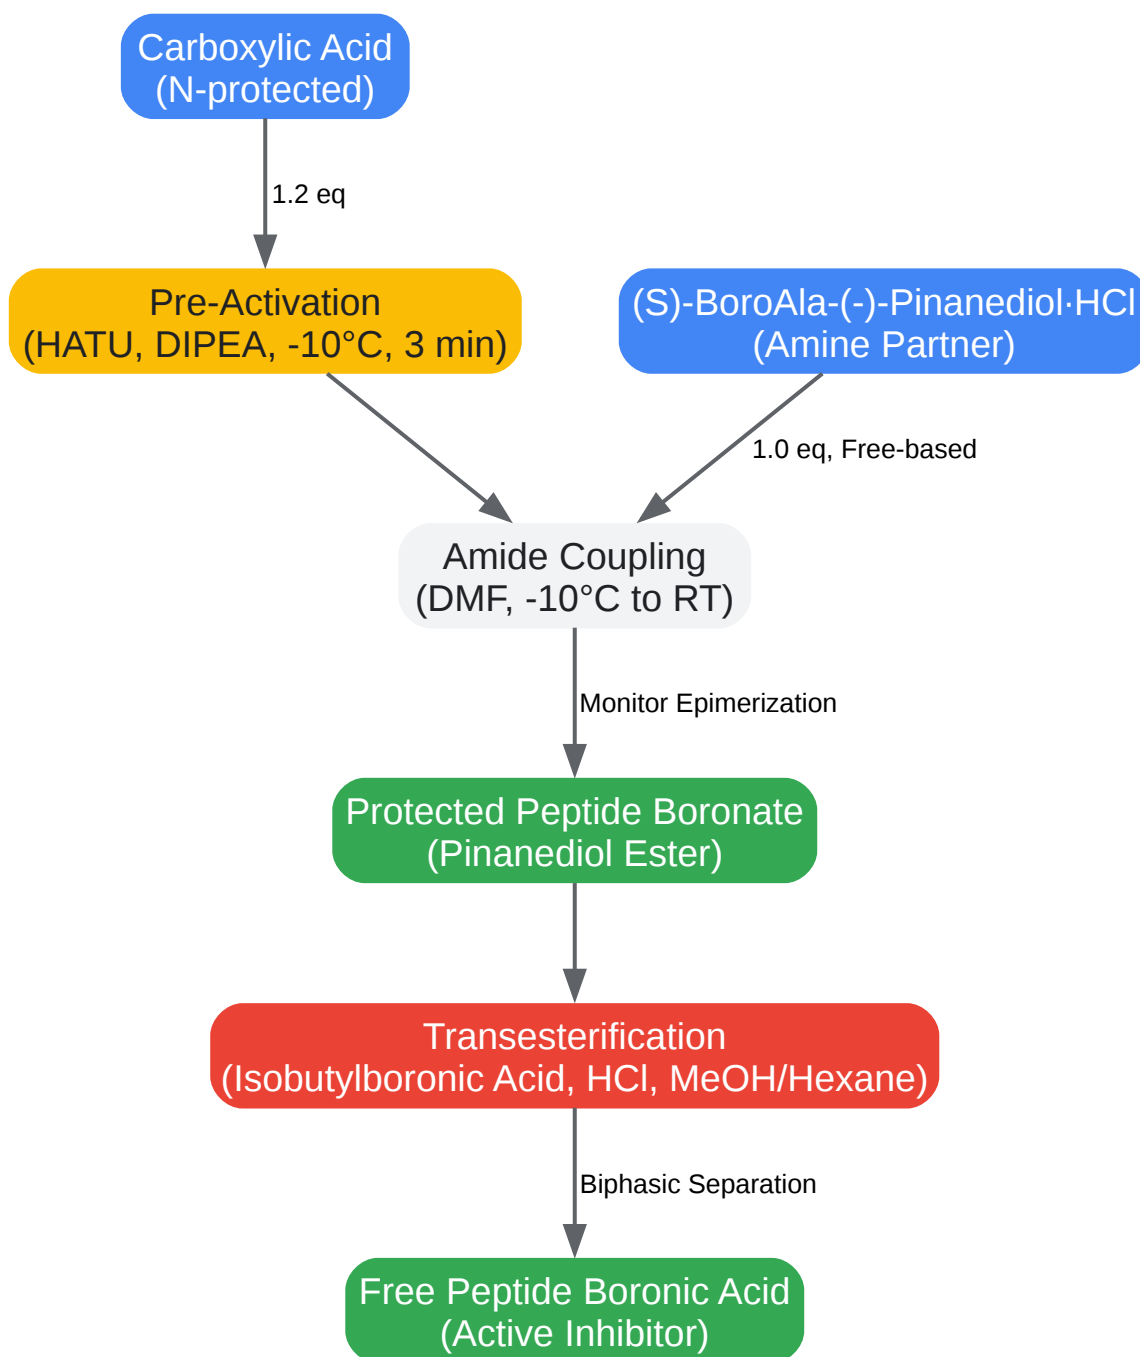 Carboxylic Acid
(N-protected)
1.2 eq
Pre-Activation
(HATU, DIPEA, -10°C, 3 min)
(S)-BoroAla-(-)-Pinanediol·HCl
(Amine Partner)
1.0 eq, Free-based
Amide Coupling
(DMF, -10°C to RT)
Monitor Epimerization
Protected Peptide Boronate
(Pinanediol Ester)
Transesterification
(Isobutylboronic Acid, HCl, MeOH/Hexane)
Biphasic Separation
Free Peptide Boronic Acid
(Active Inhibitor)